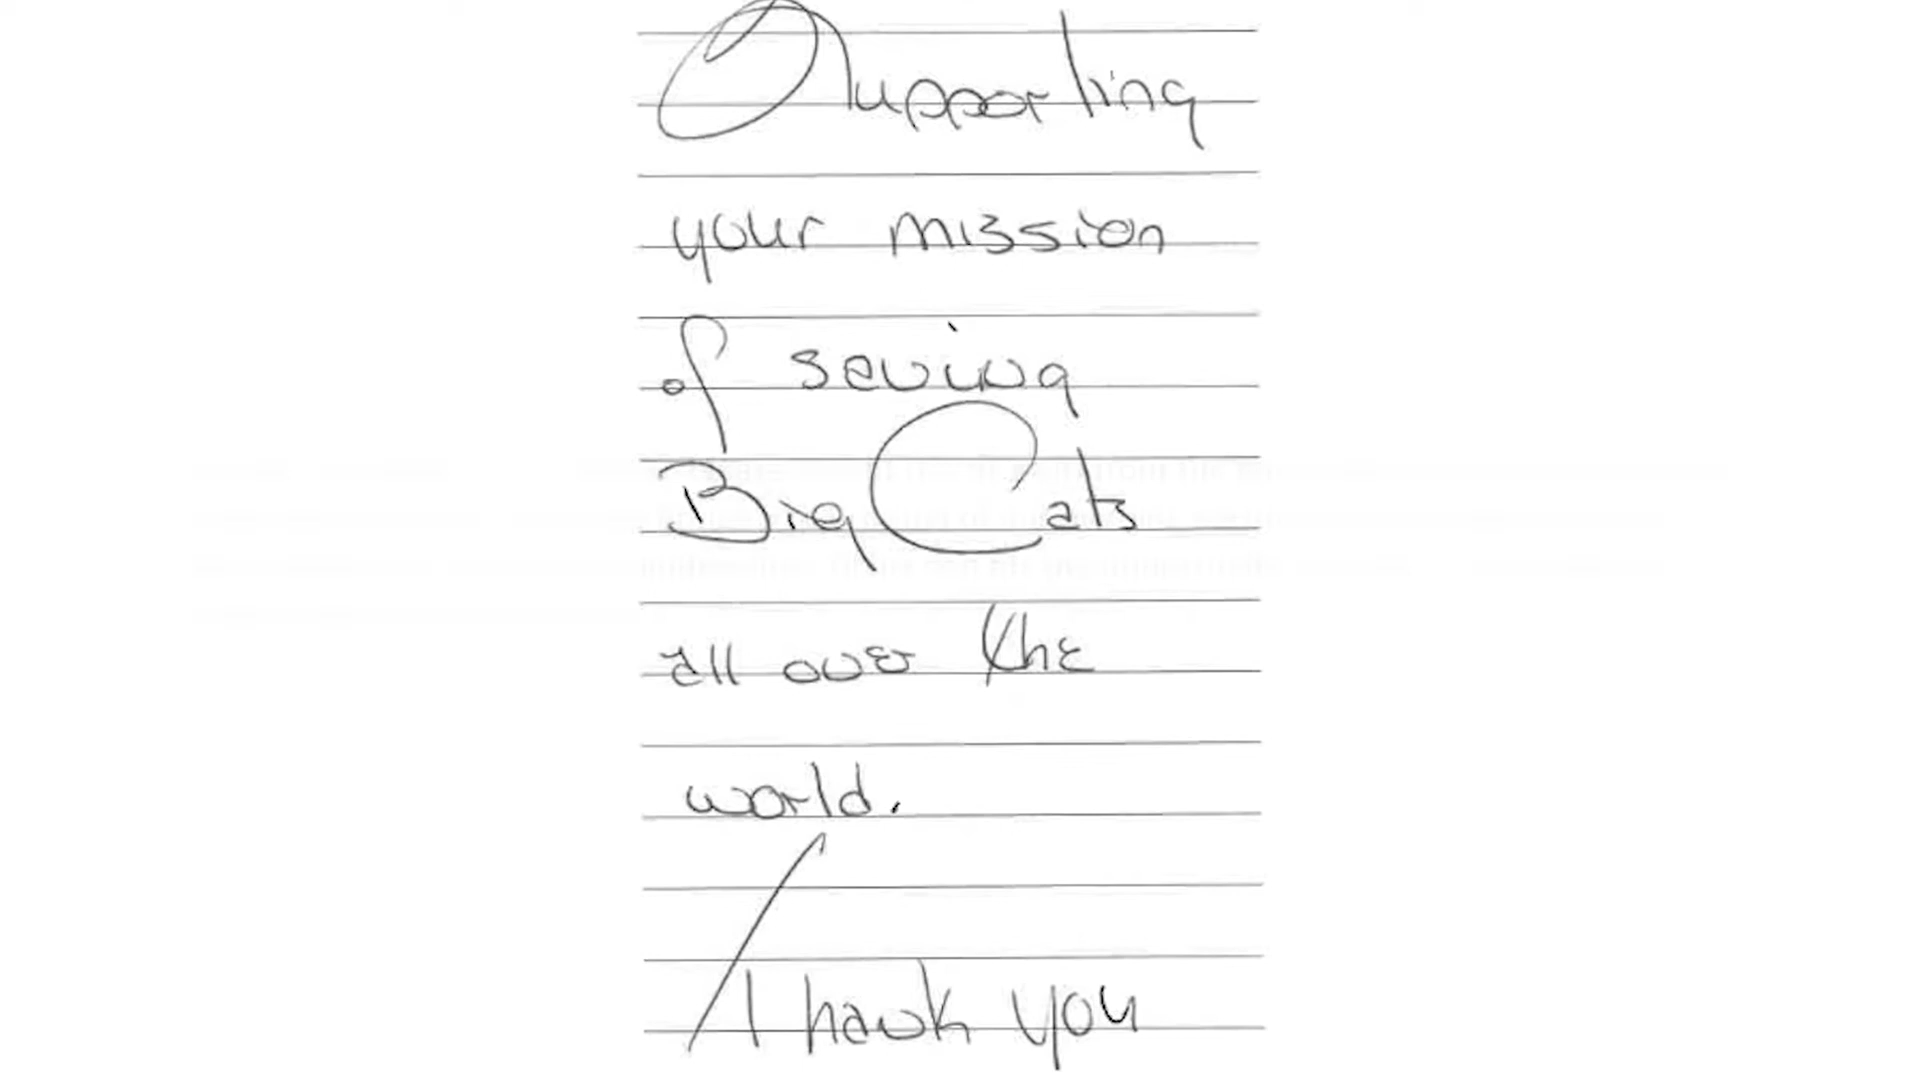 Supporting
your mission
of saving
Big Cats
all over the
world.
Thank you